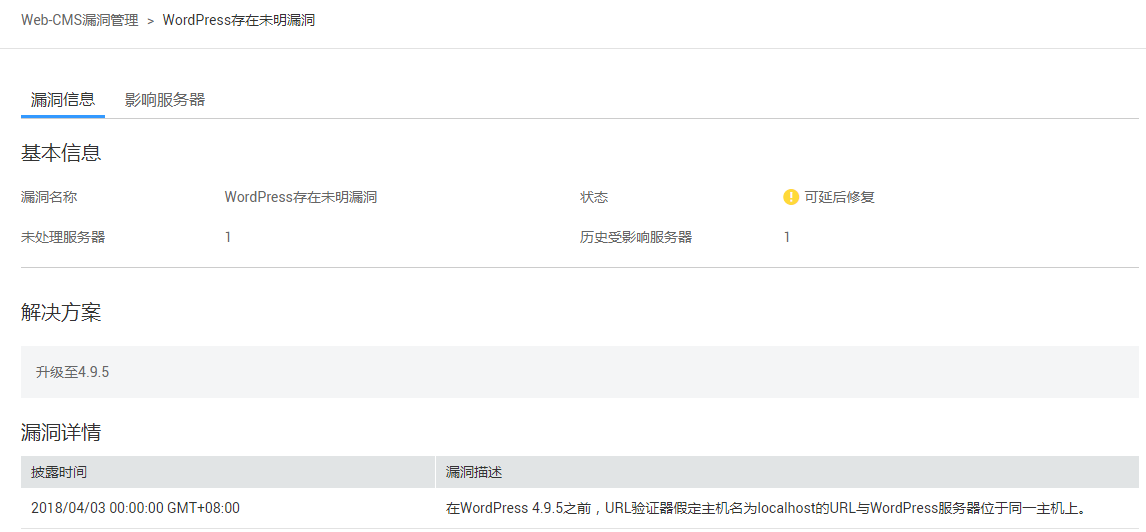 Web-CMS漏洞管理 > WordPress存在未明漏洞
漏洞信息 影响服务器
基本信息
漏洞名称 WordPress存在未明漏洞 状态 可延后修复
未处理服务器 1 历史受影响服务器 1
解决方案
升级至4.9.5
漏洞详情
披露时间 漏洞描述
2018/04/03 00:00:00 GMT+08:00 在WordPress 4.9.5之前，URL验证器假定主机名为localhost的URL与WordPress服务器位于同一主机上。